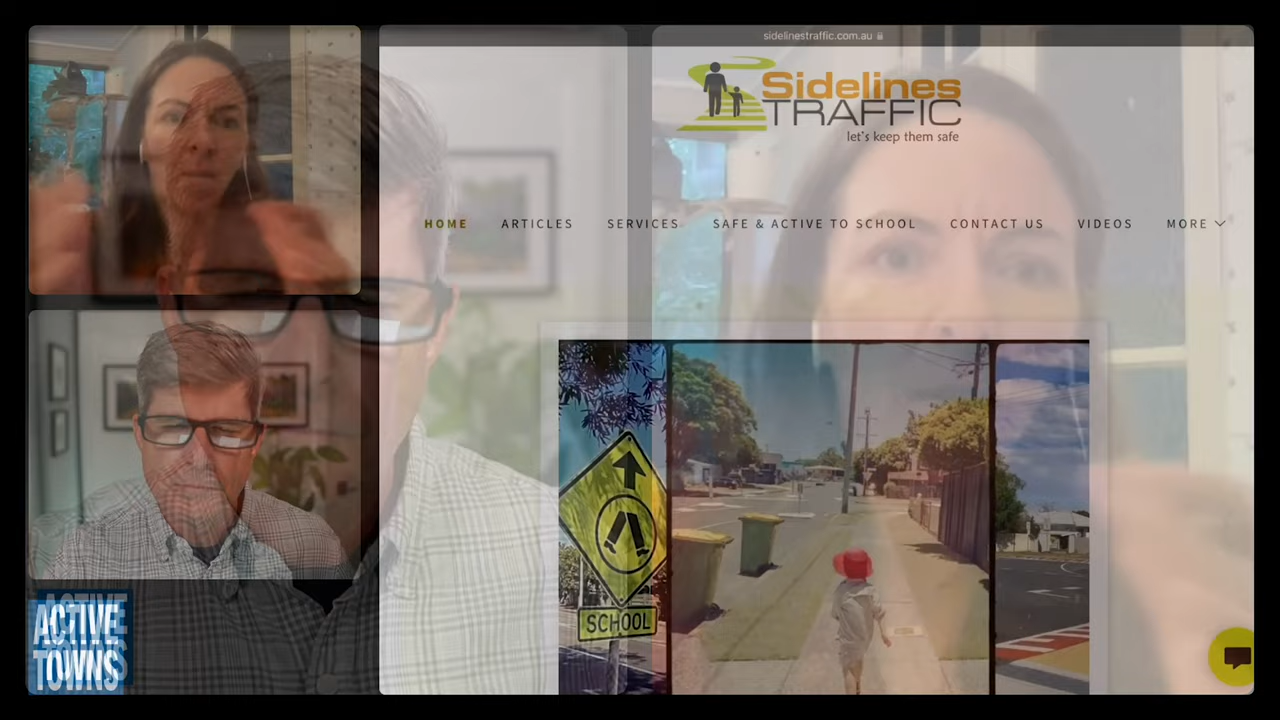 sidelinestraffic.com.au
Sidelines
TRAFFIC
let's keep them safe
HOME ARTICLES SERVICES SAFE & ACTIVE TO SCHOOL CONTACT US VIDEOS MORE
SCHOOL
ACTIVE
TOWNS